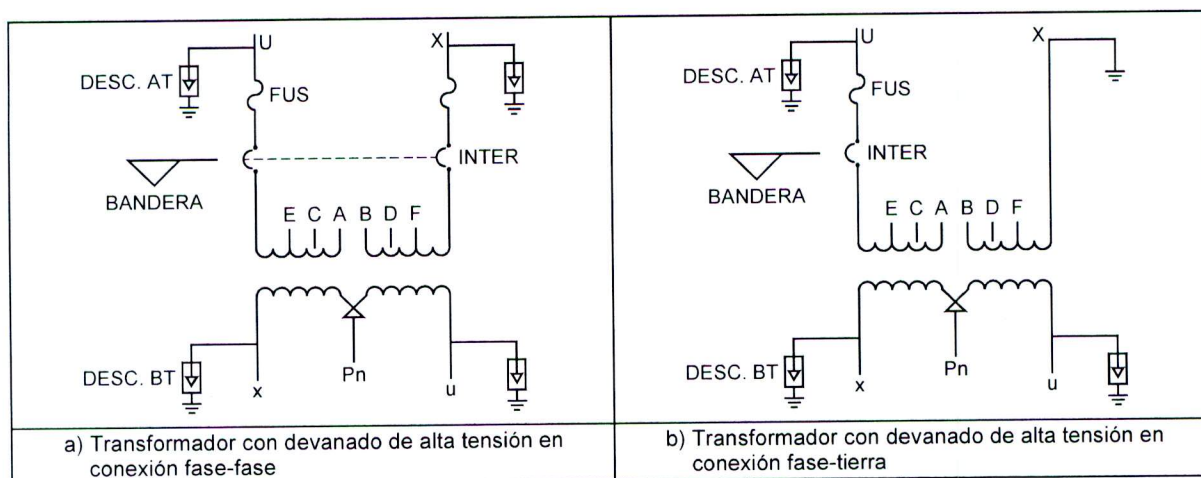 U
X
DESC. AT
FUS
INTER
BANDERA
E C A B D F
DESC. BT
x
Pn
u
a) Transformador con devanado de alta tensión en
conexión fase-fase
U
X
DESC. AT
FUS
INTER
BANDERA
E C A B D F
DESC. BT
x
Pn
u
b) Transformador con devanado de alta tensión en
conexión fase-tierra